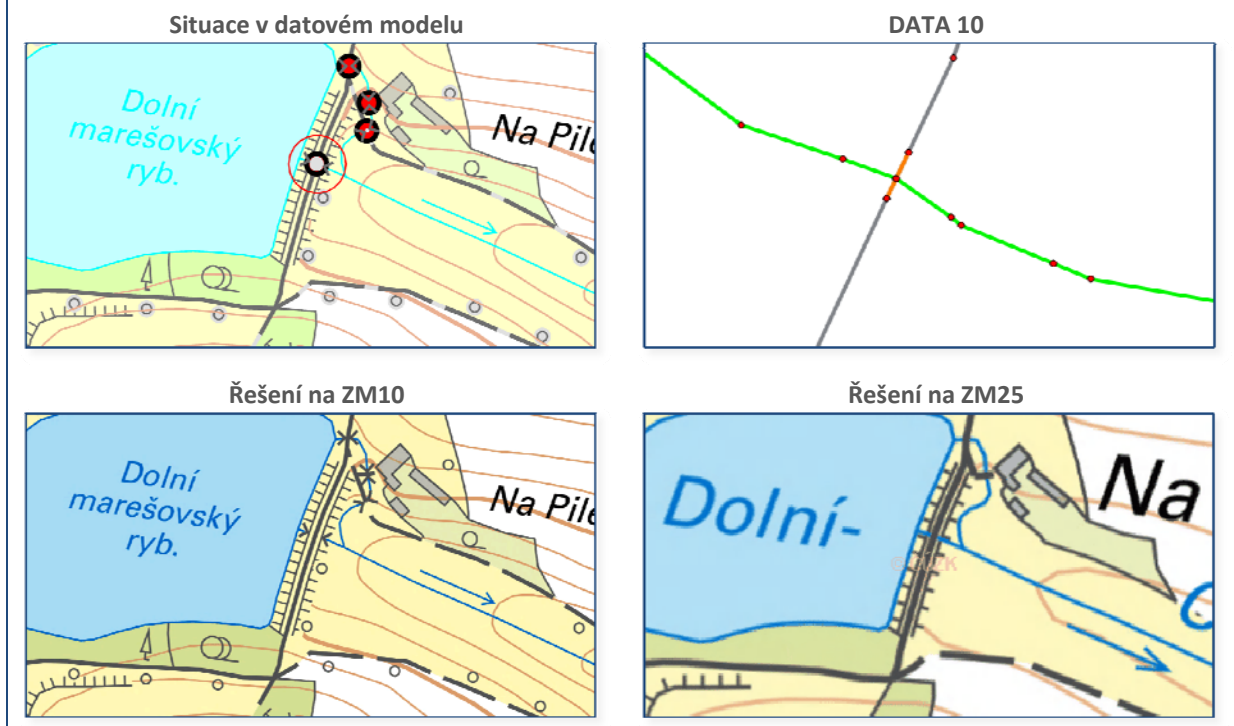 Situace v datovém modelu
DATA 10
Dolní
marešovský
ryb.
Na Pile
Řešení na ZM10
Řešení na ZM25
Dolní
marešovský
ryb.
Na Pile
Dolní-
Na